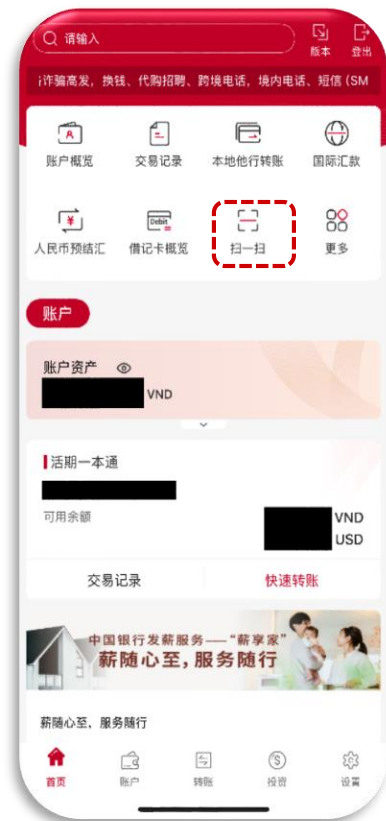 请输入
版本 登出
诈骗高发，换钱、代购招聘、跨境电话，境内电话、短信 (SM
账户概览 交易记录 本地他行转账 国际汇款
Debit
人民币预结汇 借记卡概览 扫一扫 更多
账户
账户资产
VND
活期一本通
可用余额 VND
USD
交易记录 快速转账
中国银行发薪服务——“薪享家”
薪随心至，服务随行
薪随心至，服务随行
首页 账户 转账 投资 设置